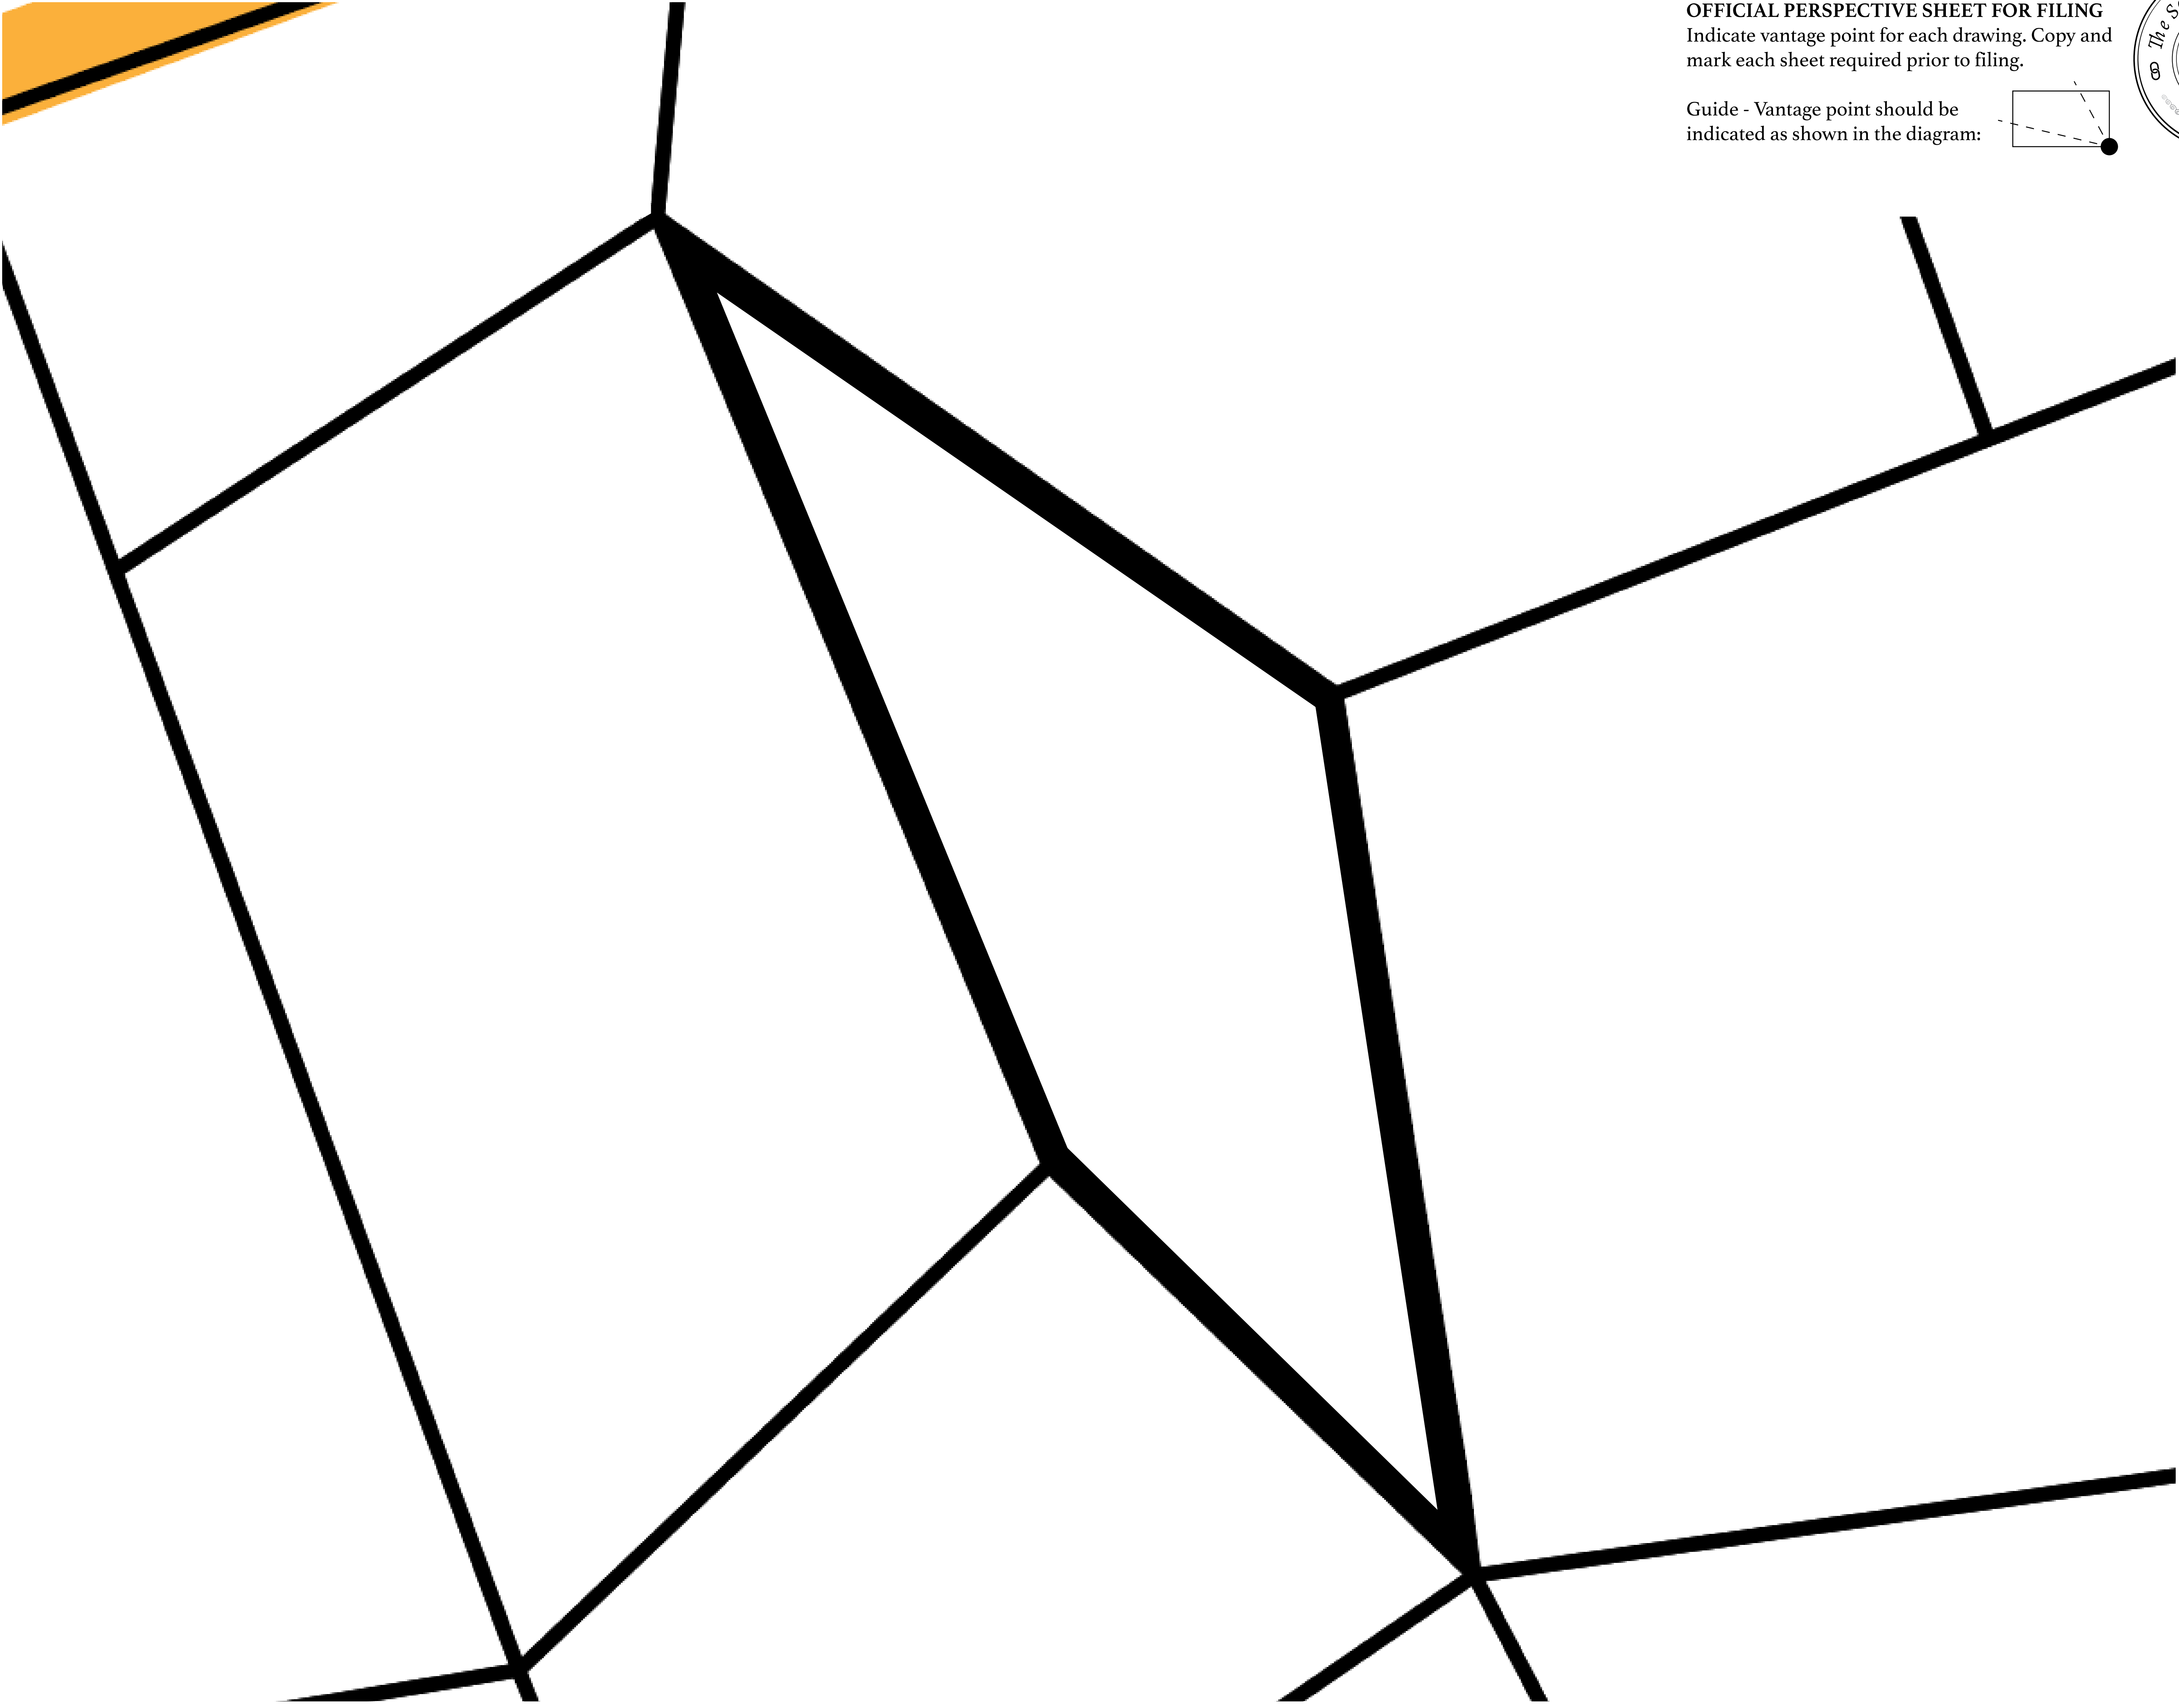 OFFICIAL PERSPECTIVE SHEET FOR FILING
Indicate vantage point for each drawing. Copy and
mark each sheet required prior to filing.
Guide - Vantage point should be
indicated as shown in the diagram:
The